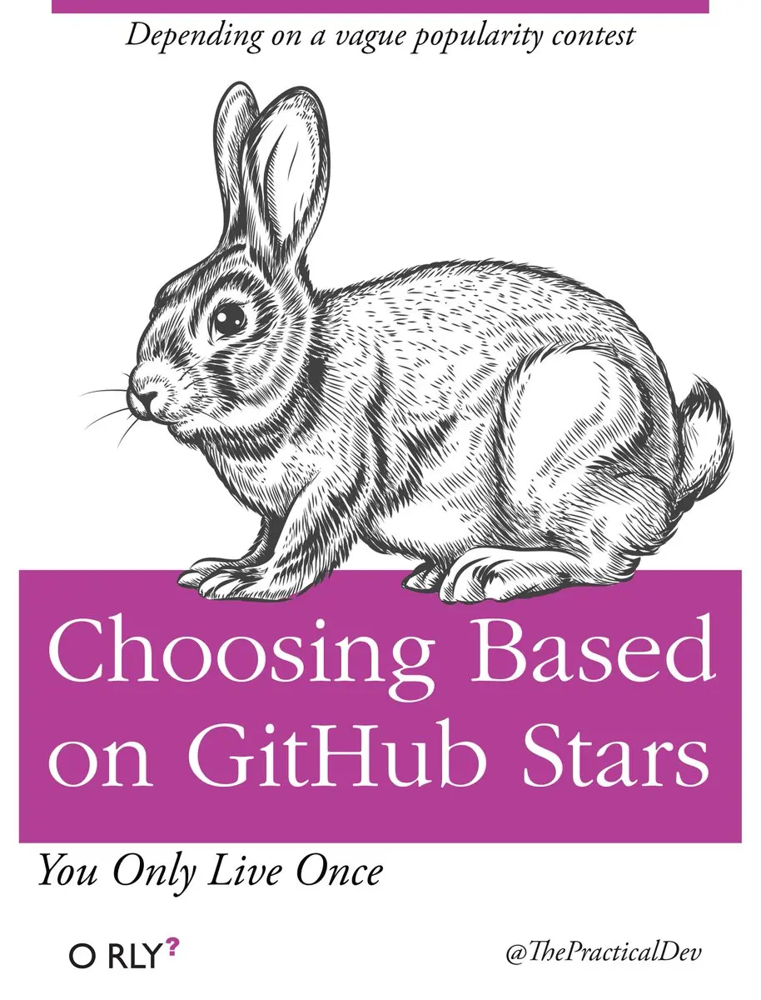 Depending on a vague popularity contest
Choosing Based
on GitHub Stars
You Only Live Once
O RLY?
@ThePracticalDev